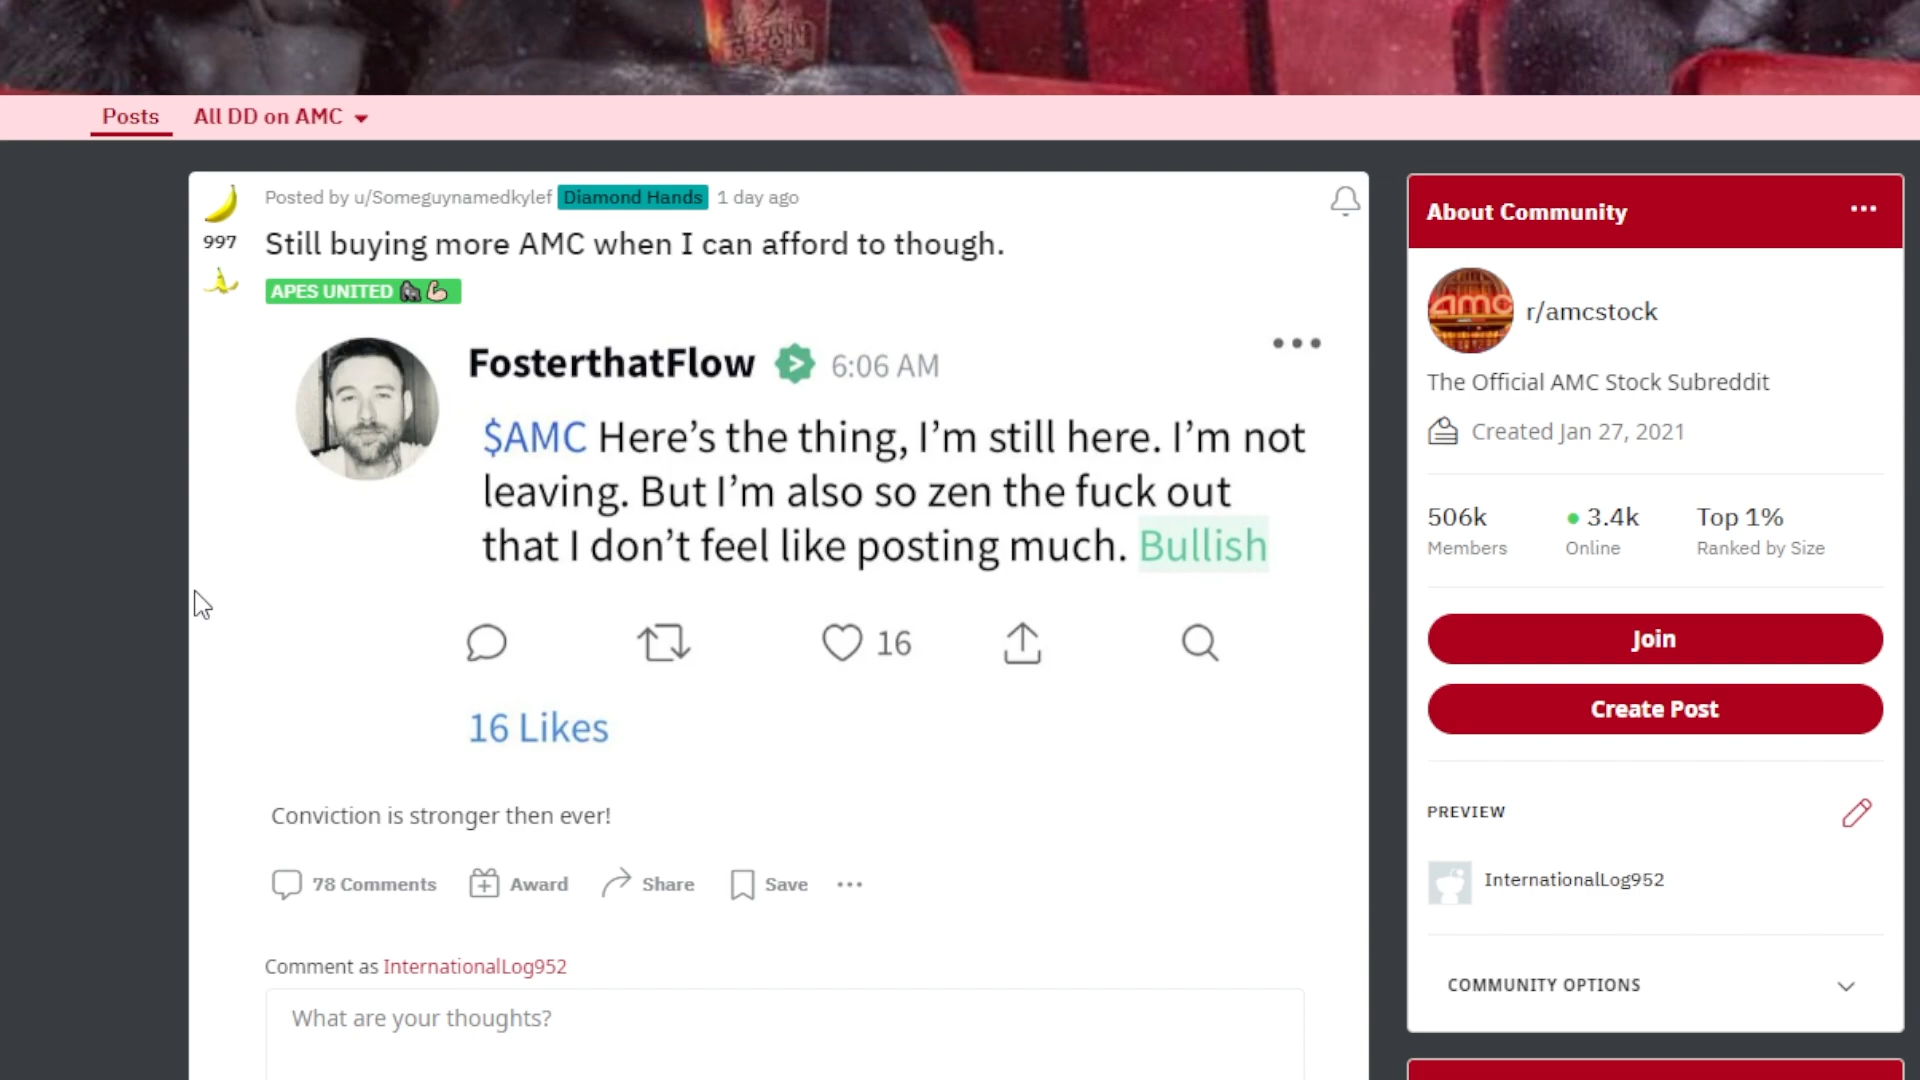 Posts
All DD on AMC
Posted by u/Someguynamedkylef Diamond Hands 1 day ago
997
Still buying more AMC when I can afford to though.
APES UNITED 🦍💪🏻
FosterthatFlow 6:06 AM
$AMC Here’s the thing, I’m still here. I’m not
leaving. But I’m also so zen the fuck out
that I don’t feel like posting much. Bullish
16
16 Likes
Conviction is stronger then ever!
78 Comments Award Share Save
Comment as InternationalLog952
What are your thoughts?
About Community
amc
r/amcstock
The Official AMC Stock Subreddit
Created Jan 27, 2021
506k 3.4k Top 1%
Members Online Ranked by Size
Join
Create Post
PREVIEW
InternationalLog952
COMMUNITY OPTIONS